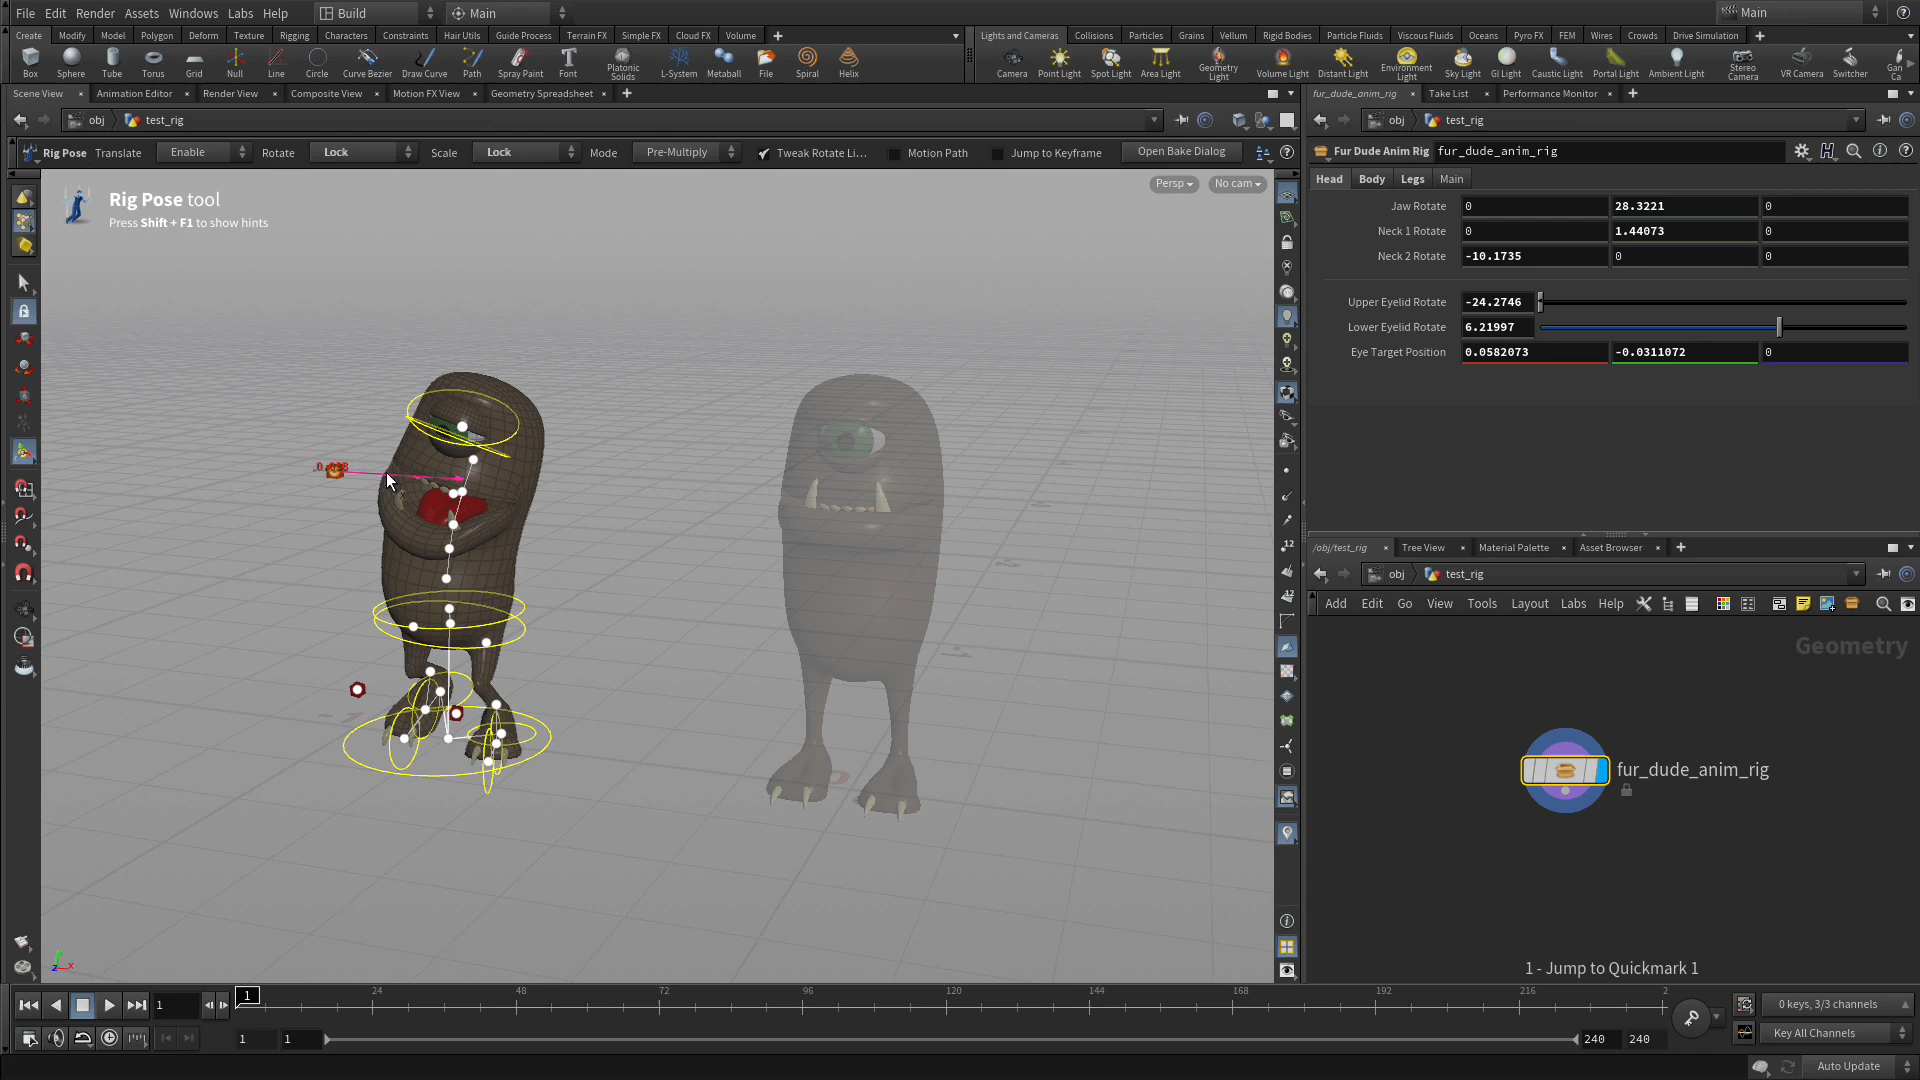 File Edit Render Assets Windows Labs Help Build Main Main
Create Modify Model Polygon Deform Texture Rigging Characters Constraints Hair Utils Guide Process Terrain FX Simple FX Cloud FX Volume
Lights and Cameras Collisions Particles Grains Vellum Rigid Bodies Particle Fluids Viscous Fluids Oceans Pyro FX FEM Wires Crowds Drive Simulation
Box Sphere Tube Torus Grid Null Line Circle Curve Bezier Draw Curve Path Spray Paint Font Platonic Solids L-System Metaball File Spiral Helix
Camera Point Light Spot Light Area Light Geometry Light Volume Light Distant Light Environment Light Sky Light GI Light Caustic Light Portal Light Ambient Light Stereo Camera VR Camera Switcher Gan Ca
Scene View Animation Editor Render View Composite View Motion FX View Geometry Spreadsheet
fur_dude_anim_rig Take List Performance Monitor
obj test_rig
obj test_rig
Rig Pose Translate Enable Rotate Lock Scale Lock Mode Pre-Multiply Tweak Rotate Li... Motion Path Jump to Keyframe Open Bake Dialog
Fur Dude Anim Rig fur_dude_anim_rig
Head Body Legs Main
Rig Pose tool
Press Shift + F1 to show hints
Persp No cam
Jaw Rotate 0 28.3221 0
Neck 1 Rotate 0 1.44073 0
Neck 2 Rotate -10.1735 0 0
Upper Eyelid Rotate -24.2746
Lower Eyelid Rotate 6.21997
Eye Target Position 0.0582073 -0.0311072 0
/obj/test_rig Tree View Material Palette Asset Browser
obj test_rig
Add Edit Go View Tools Layout Labs Help
Geometry
fur_dude_anim_rig
1 - Jump to Quickmark 1
12
12
z x
1 1 24 48 72 96 120 144 168 192 216 2
0 keys, 3/3 channels
1 1 240 240
Key All Channels
Auto Update